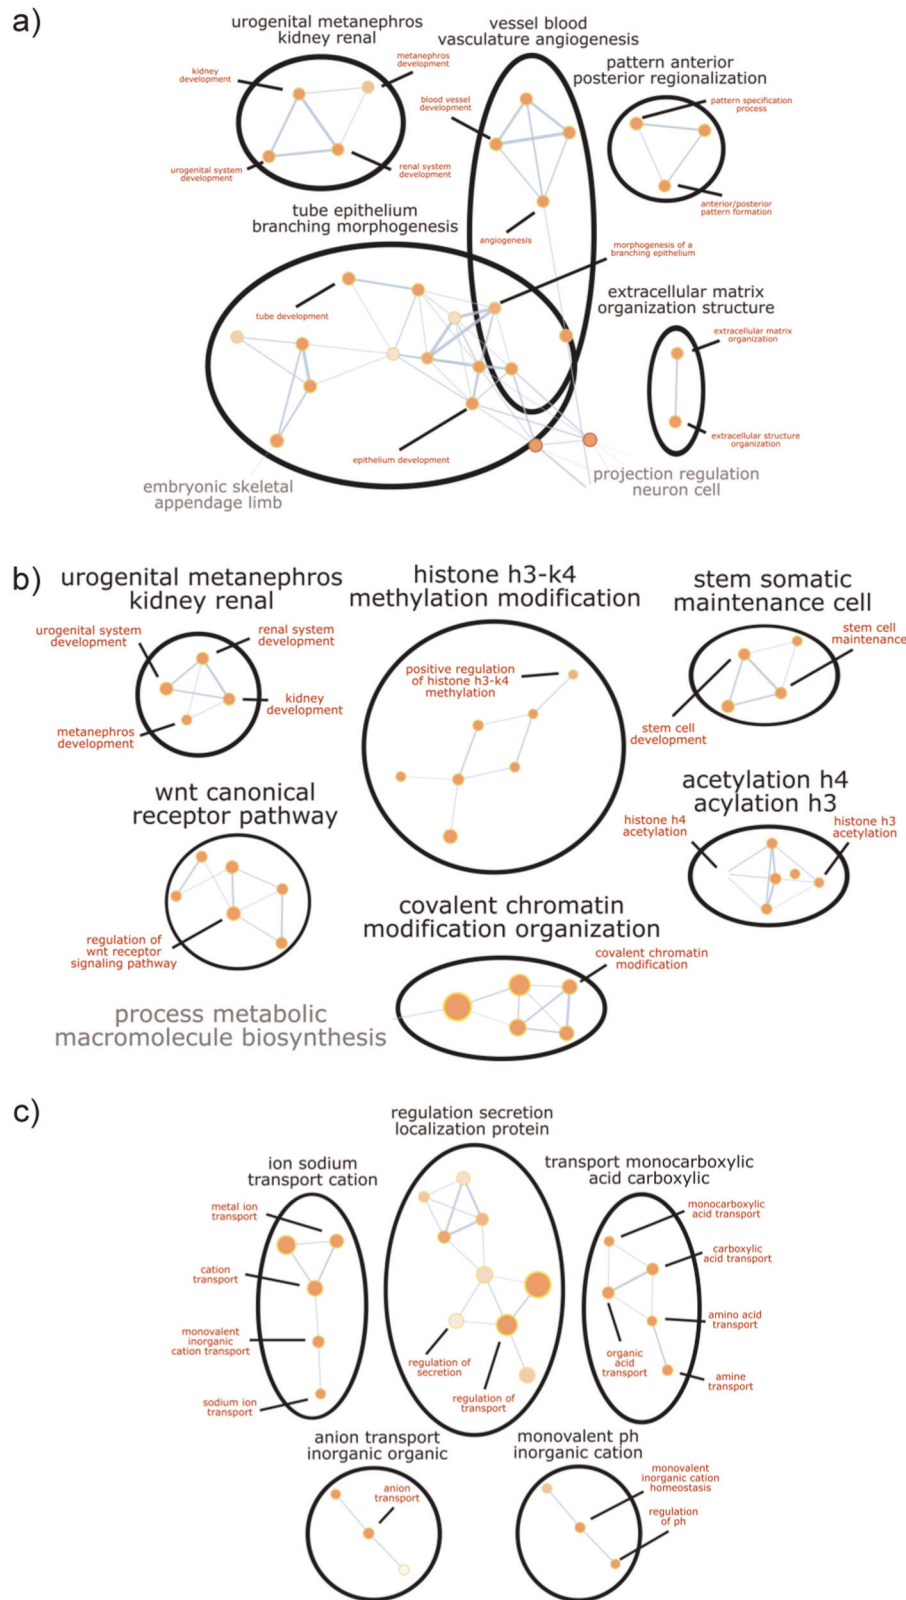 a)
urogenital metanephros
kidney renal
vessel blood
vasculature angiogenesis
pattern anterior
posterior regionalization
kidney
development
metanephros
development
blood vessel
development
pattern specification
process
urogenital system
development
renal system
development
anterior/posterior
pattern formation
tube epithelium
branching morphogenesis
angiogenesis
morphogenesis of a
branching epithelium
extracellular matrix
organization structure
tube development
extracellular matrix
organization
extracellular structure
organization
epithelium development
embryonic skeletal
appendage limb
projection regulation
neuron cell
b)
urogenital metanephros
kidney renal
histone h3-k4
methylation modification
stem somatic
maintenance cell
urogenital system
development
renal system
development
stem cell
maintenance
positive regulation
of histone h3-k4
methylation
kidney
development
metanephros
development
stem cell
development
wnt canonical
receptor pathway
acetylation h4
acylation h3
histone h4
acetylation
histone h3
acetylation
regulation of
wnt receptor
signaling pathway
covalent chromatin
modification organization
covalent chromatin
modification
process metabolic
macromolecule biosynthesis
c)
regulation secretion
localization protein
ion sodium
transport cation
transport monocarboxylic
acid carboxylic
metal ion
transport
monocarboxylic
acid transport
cation
transport
carboxylic
acid transport
monovalent
inorganic
cation transport
amino acid
transport
regulation of
secretion
organic
acid
transport
sodium ion
transport
regulation of
transport
amine
transport
anion transport
inorganic organic
monovalent ph
inorganic cation
anion
transport
monovalent
inorganic cation
homeostasis
regulation
of ph